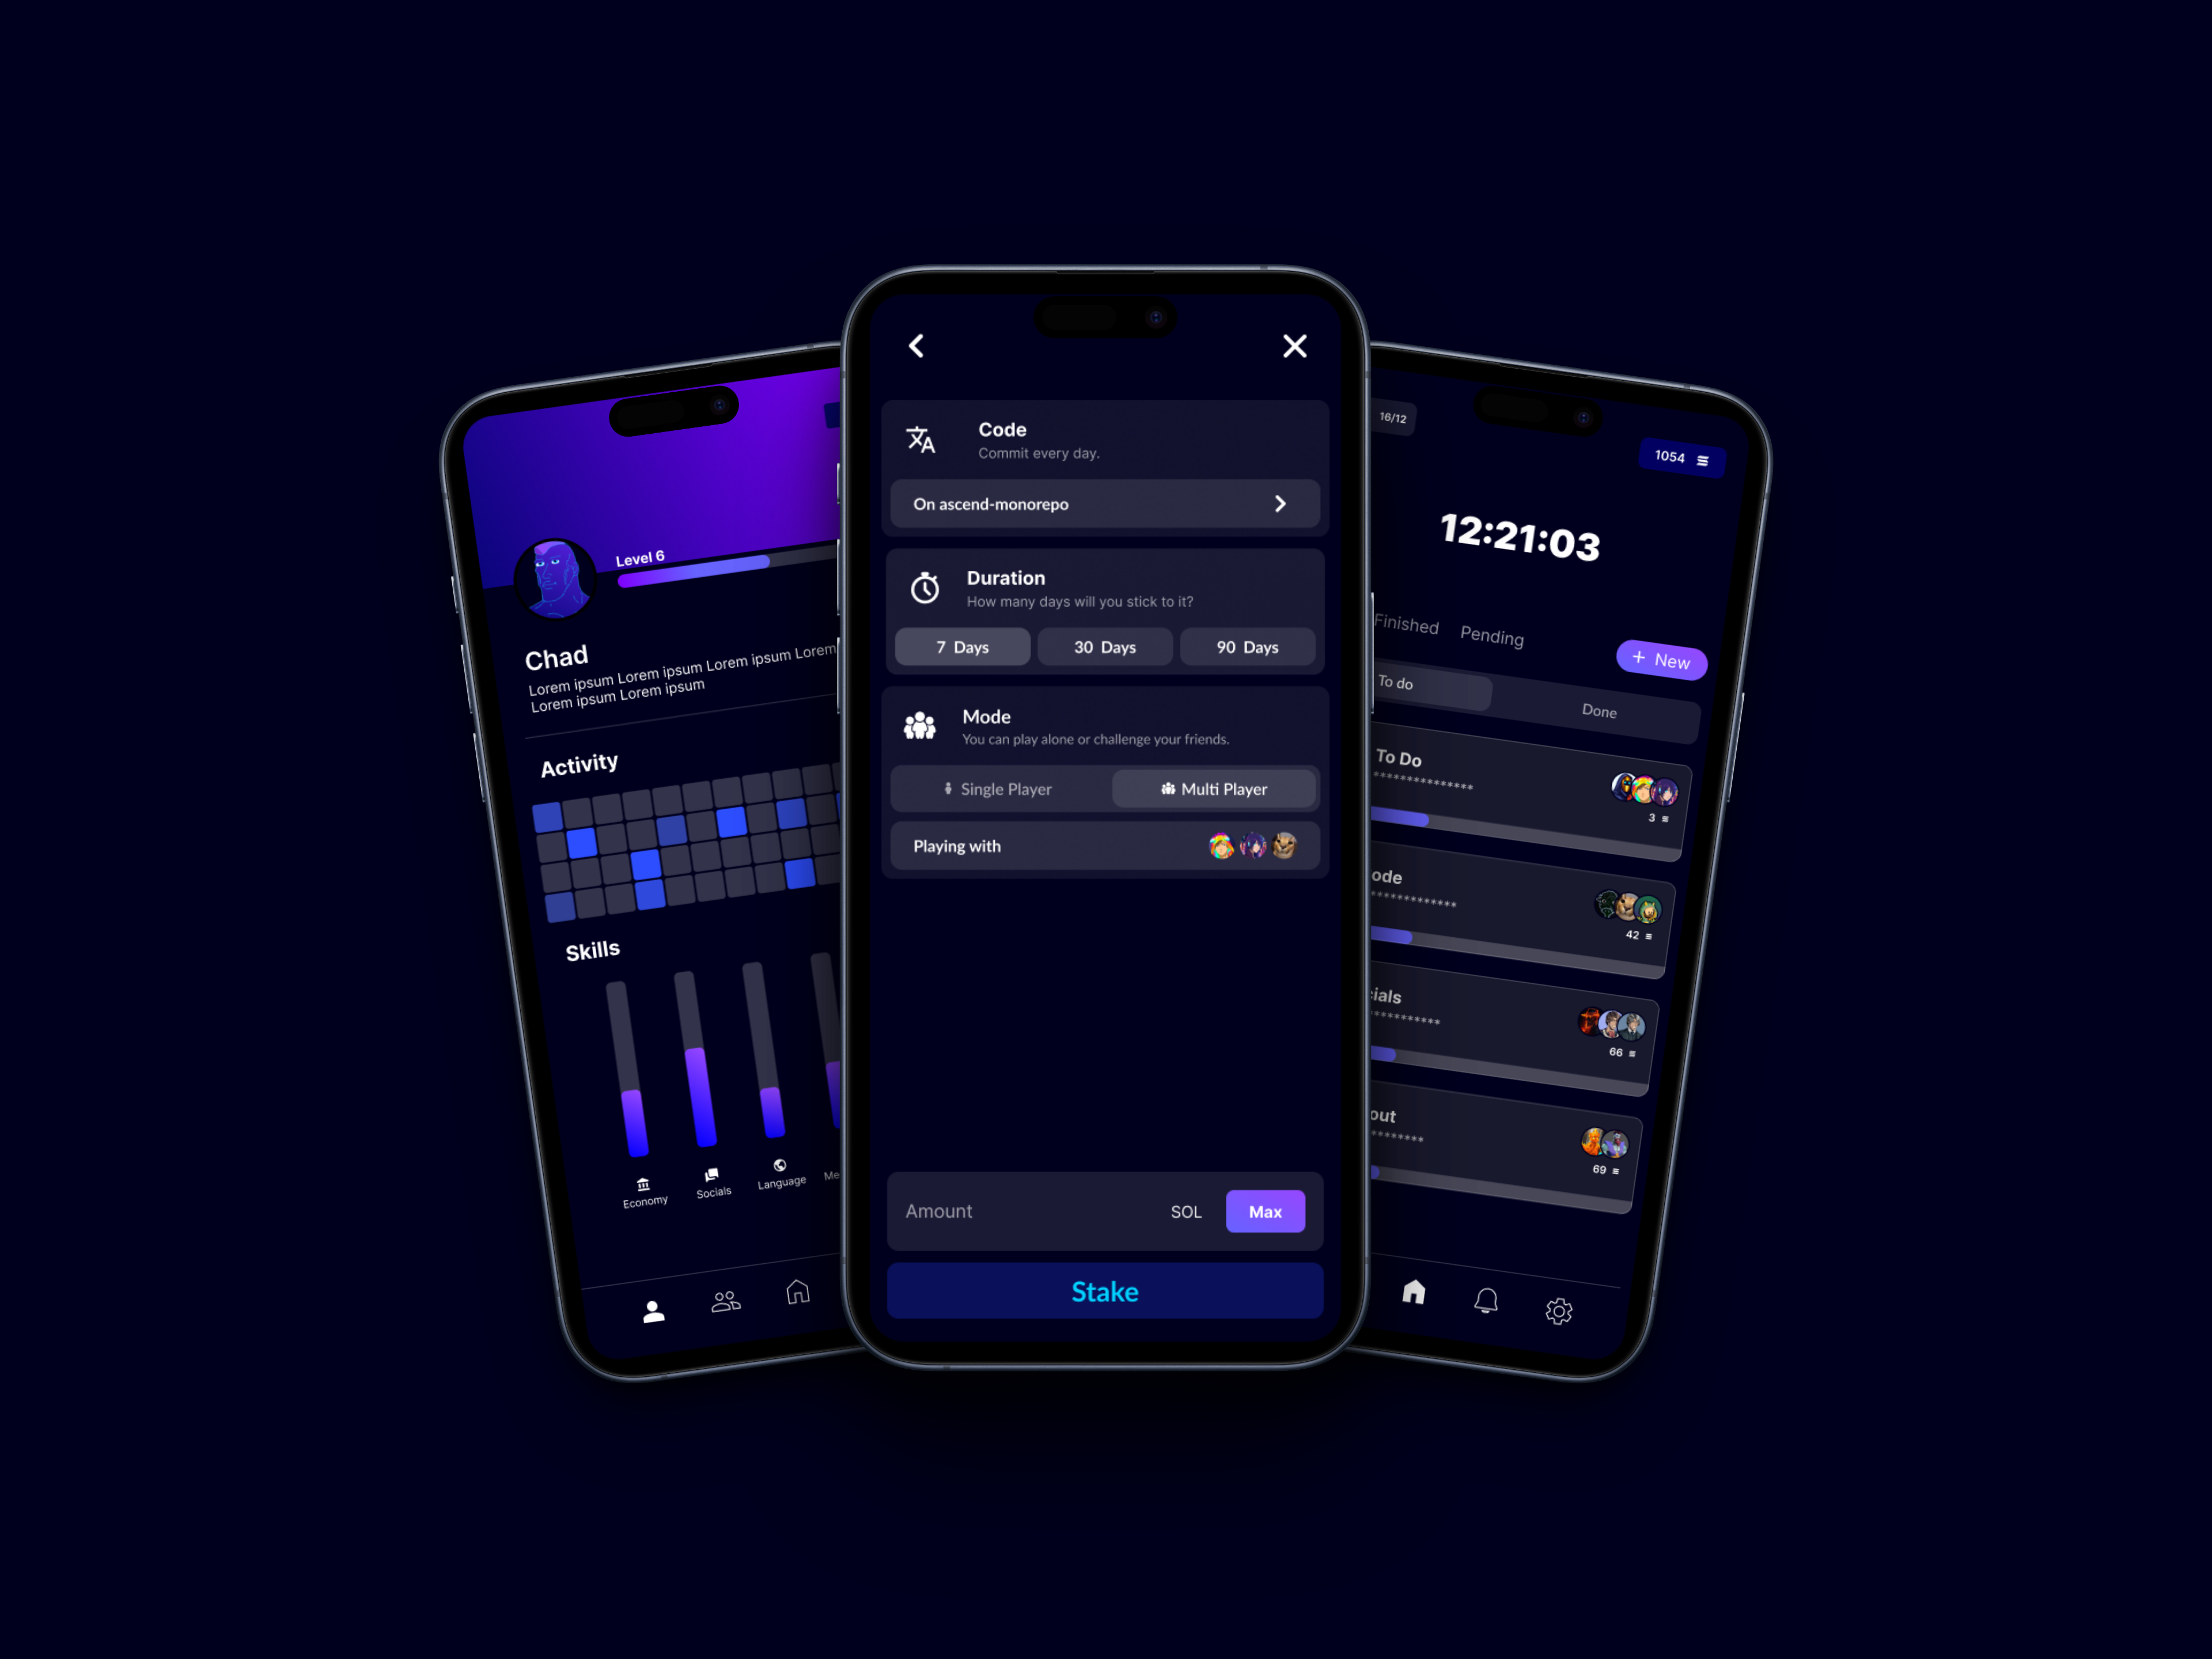 Level 6
Chad
Lorem ipsum Lorem ipsum Lorem
Lorem ipsum Lorem ipsum
Activity
Skills
Economy
Socials
Language
Code
Commit every day.
On ascend-monorepo
Duration
How many days will you stick to it?
7 Days
30 Days
90 Days
Mode
You can play alone or challenge your friends.
Single Player
Multi Player
Playing with
Amount
SOL
Max
Stake
16/12
1054
12:21:03
Finished
Pending
+ New
To do
Done
To Do
***************
3
ode
*************
42
cials
***********
66
out
********
69